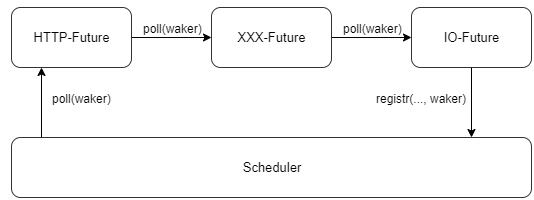 HTTP-Future
poll(waker)
XXX-Future
poll(waker)
IO-Future
poll(waker)
registr(..., waker)
Scheduler